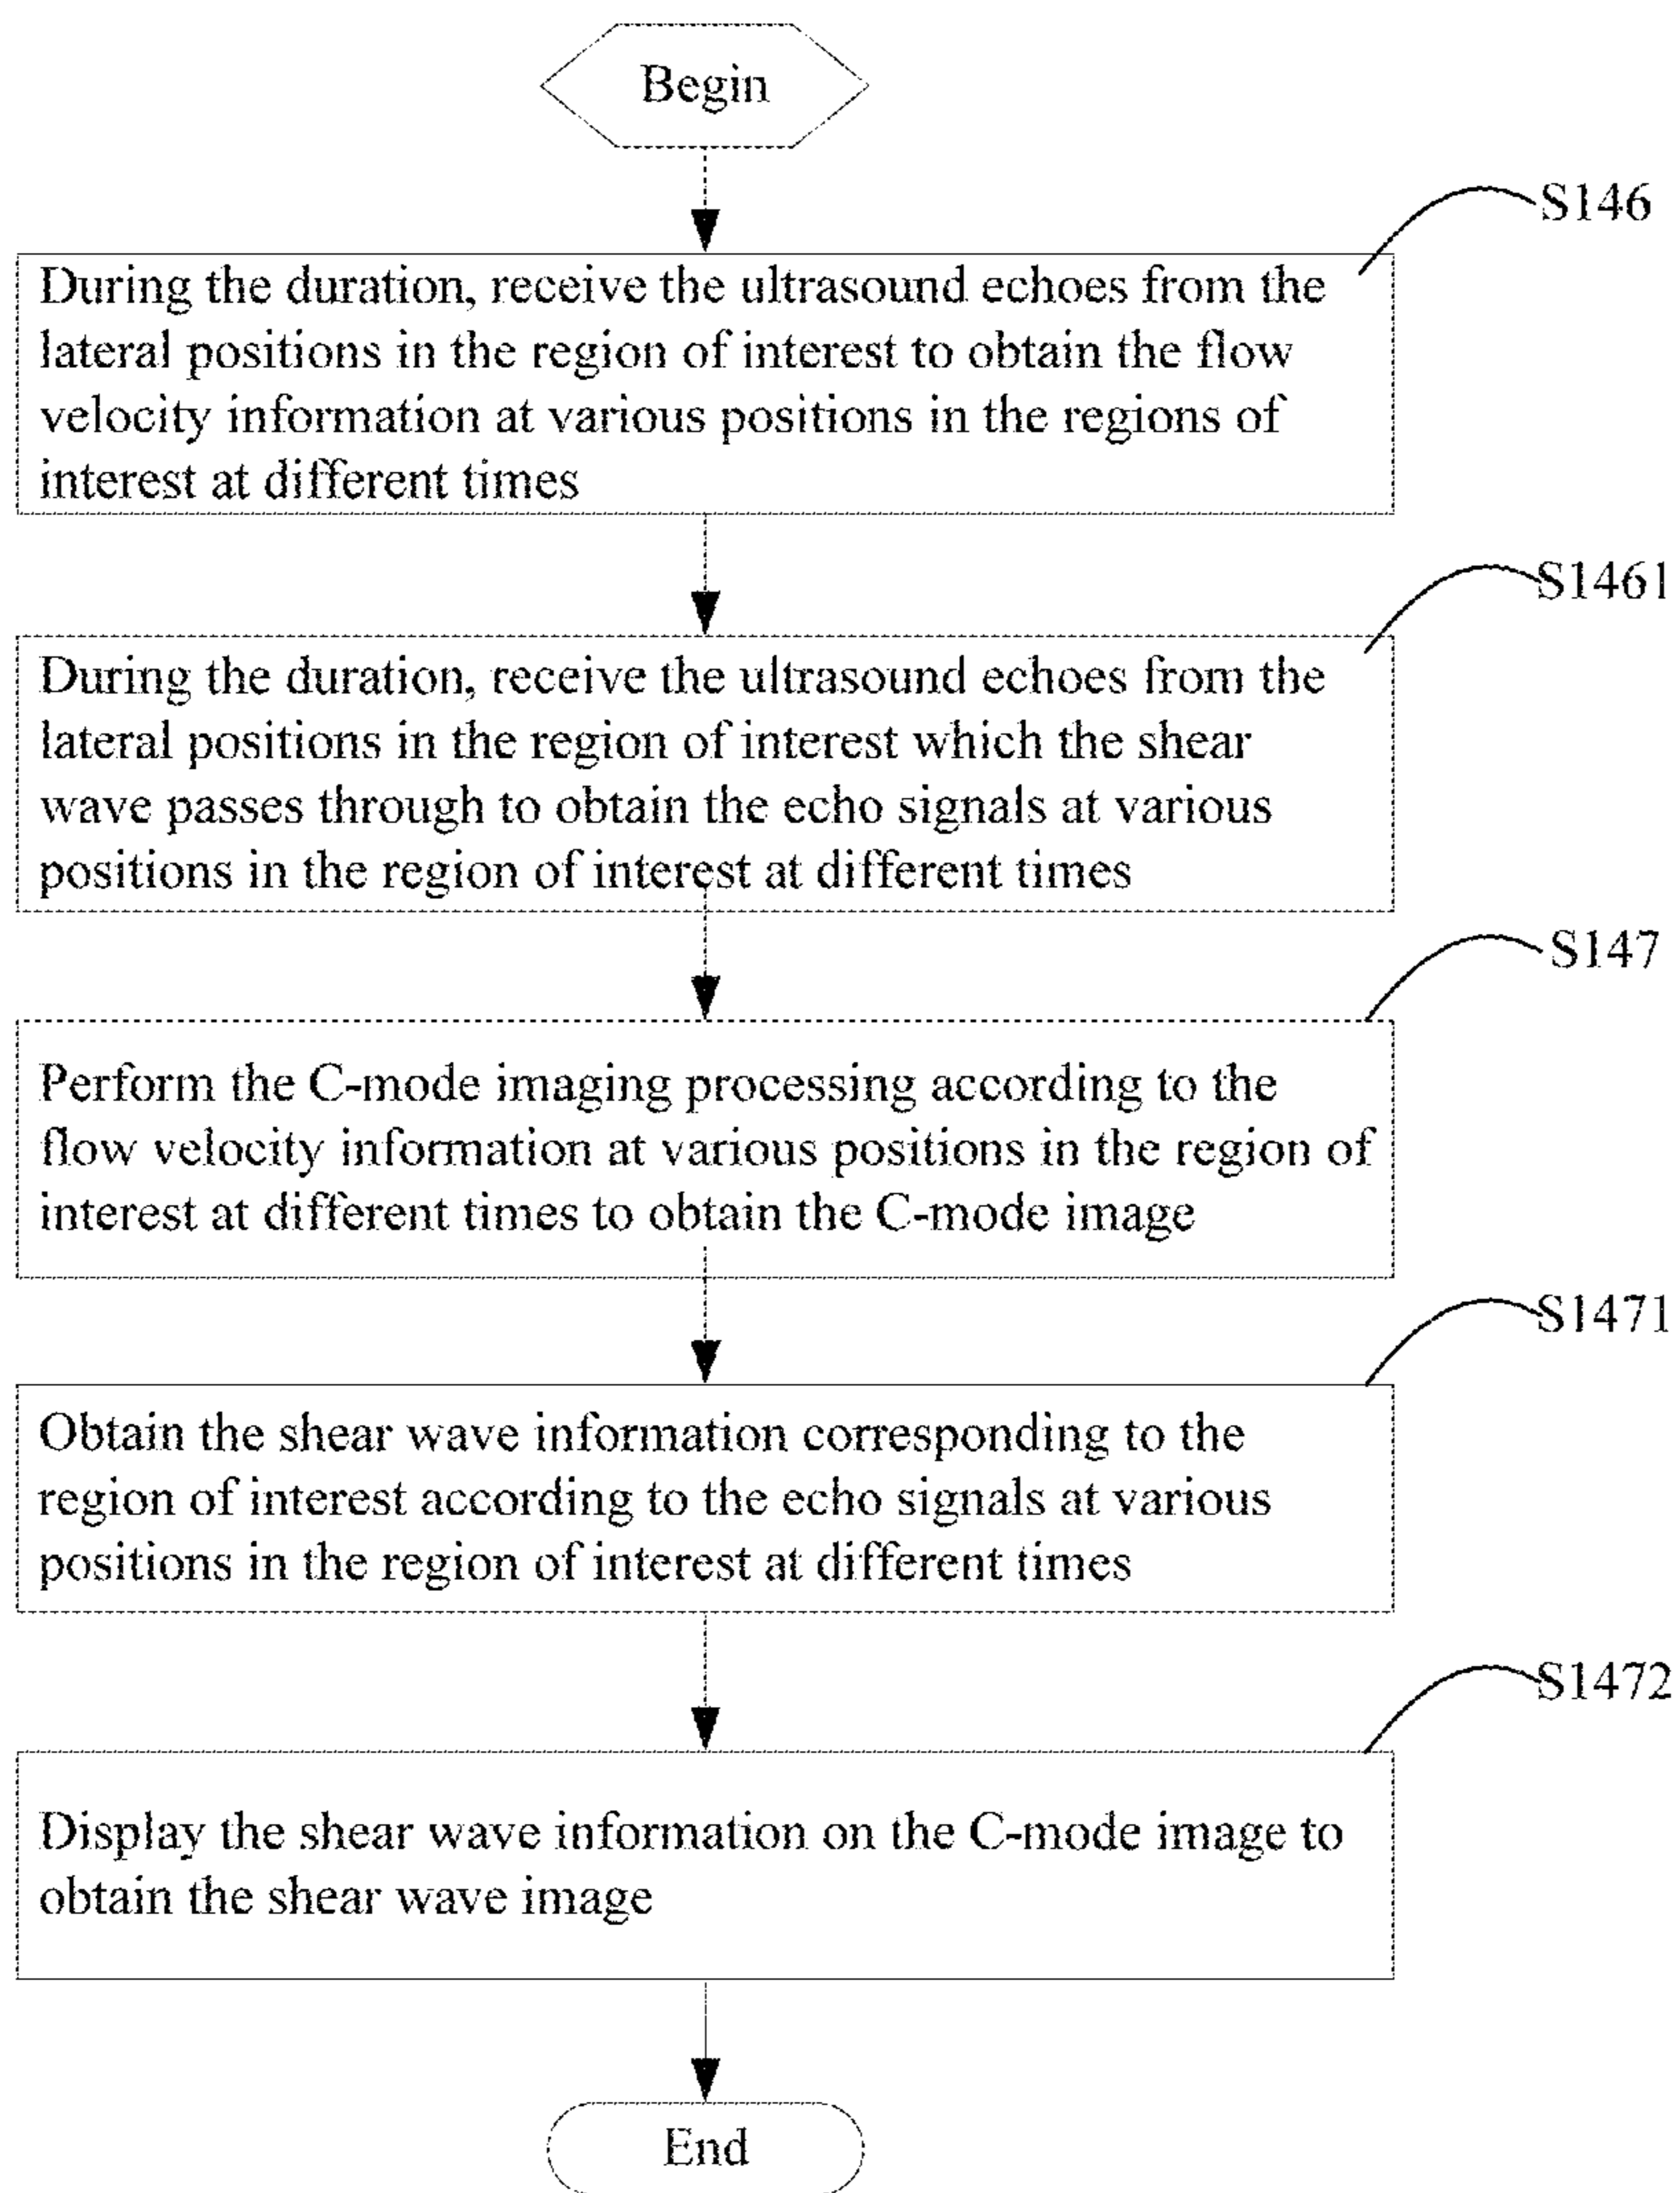 Begin
S146
During the duration, receive the ultrasound echoes from the
lateral positions in the region of interest to obtain the flow
velocity information at various positions in the regions of
interest at different times
S1461
During the duration, receive the ultrasound echoes from the
lateral positions in the region of interest which the shear
wave passes through to obtain the echo signals at various
positions in the region of interest at different times
S147
Perform the C-mode imaging processing according to the
flow velocity information at various positions in the region of
interest at different times to obtain the C-mode image
S1471
Obtain the shear wave information corresponding to the
region of interest according to the echo signals at various
positions in the region of interest at different times
S1472
Display the shear wave information on the C-mode image to
obtain the shear wave image
End